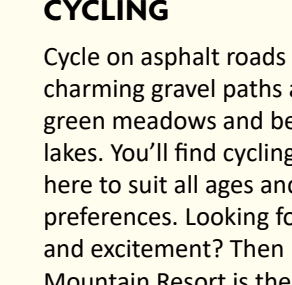 CYCLING
Cycle on asphalt roads
charming gravel paths
green meadows and
lakes. You’ll find cycling
here to suit all ages
preferences. Looking
and excitement? Then
Mountain Resort is the